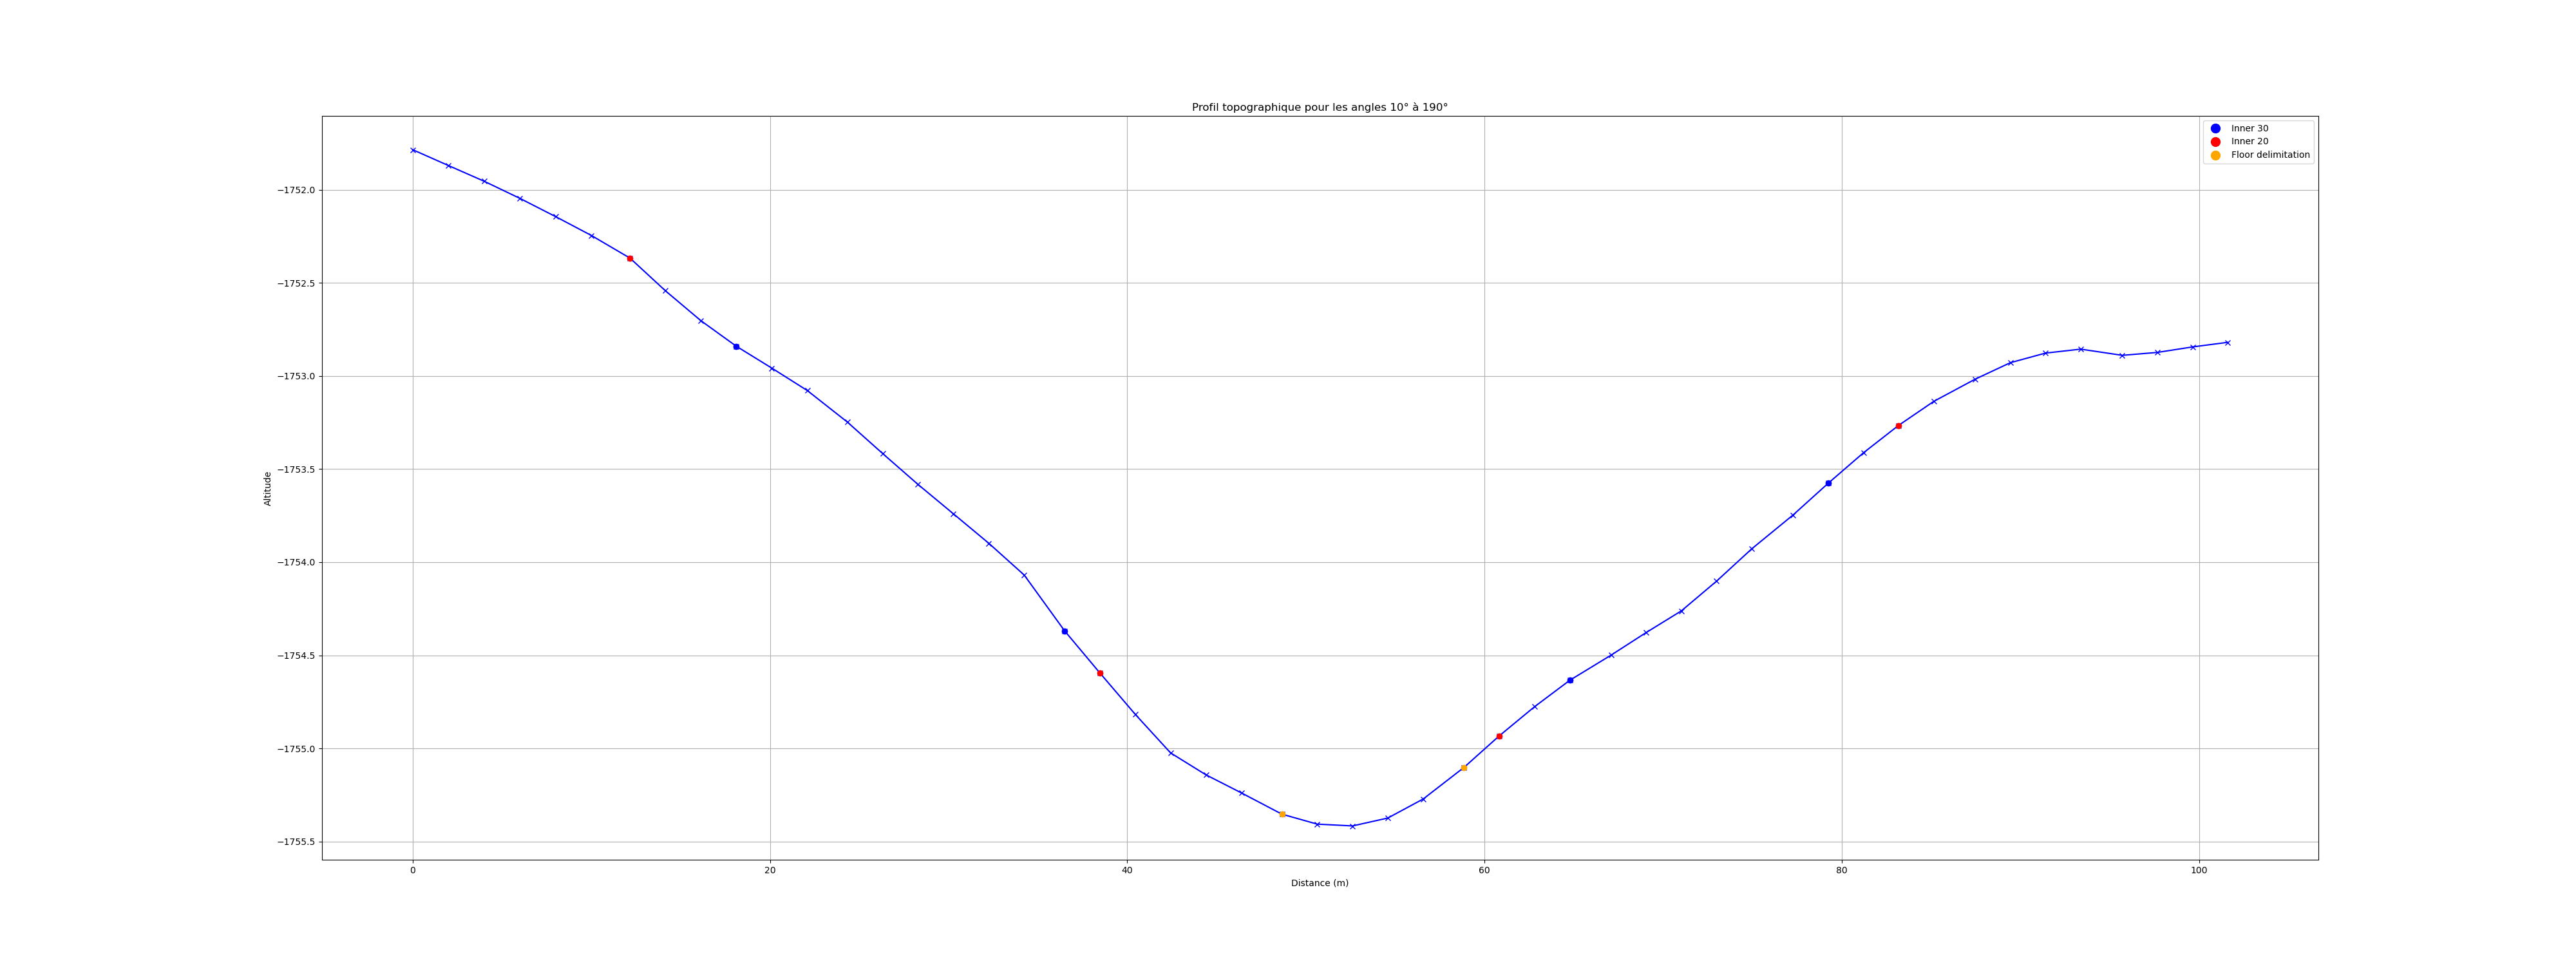 Profil topographique pour les angles 10° à 190°
Inner 30
Inner 20
Floor delimitation
−1752.0
−1752.5
−1753.0
−1753.5
−1754.0
−1754.5
−1755.0
−1755.5
Altitude
0 20 40 60 80 100
Distance (m)